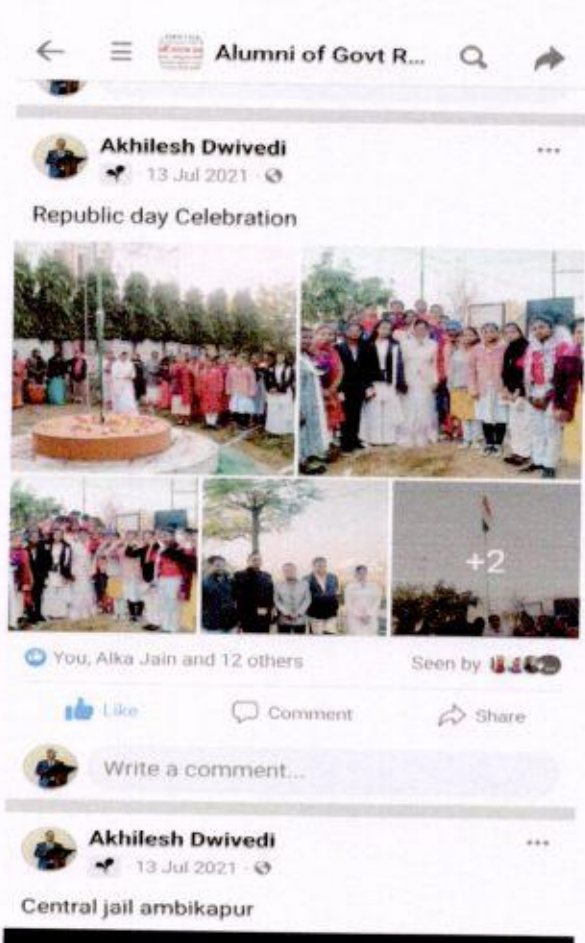 Alumni of Govt R...
Akhilesh Dwivedi
13 Jul 2021
Republic day Celebration
+2
You, Alka Jain and 12 others
Seen by
Like
Comment
Share
Write a comment...
Akhilesh Dwivedi
13 Jul 2021
Central jail ambikapur